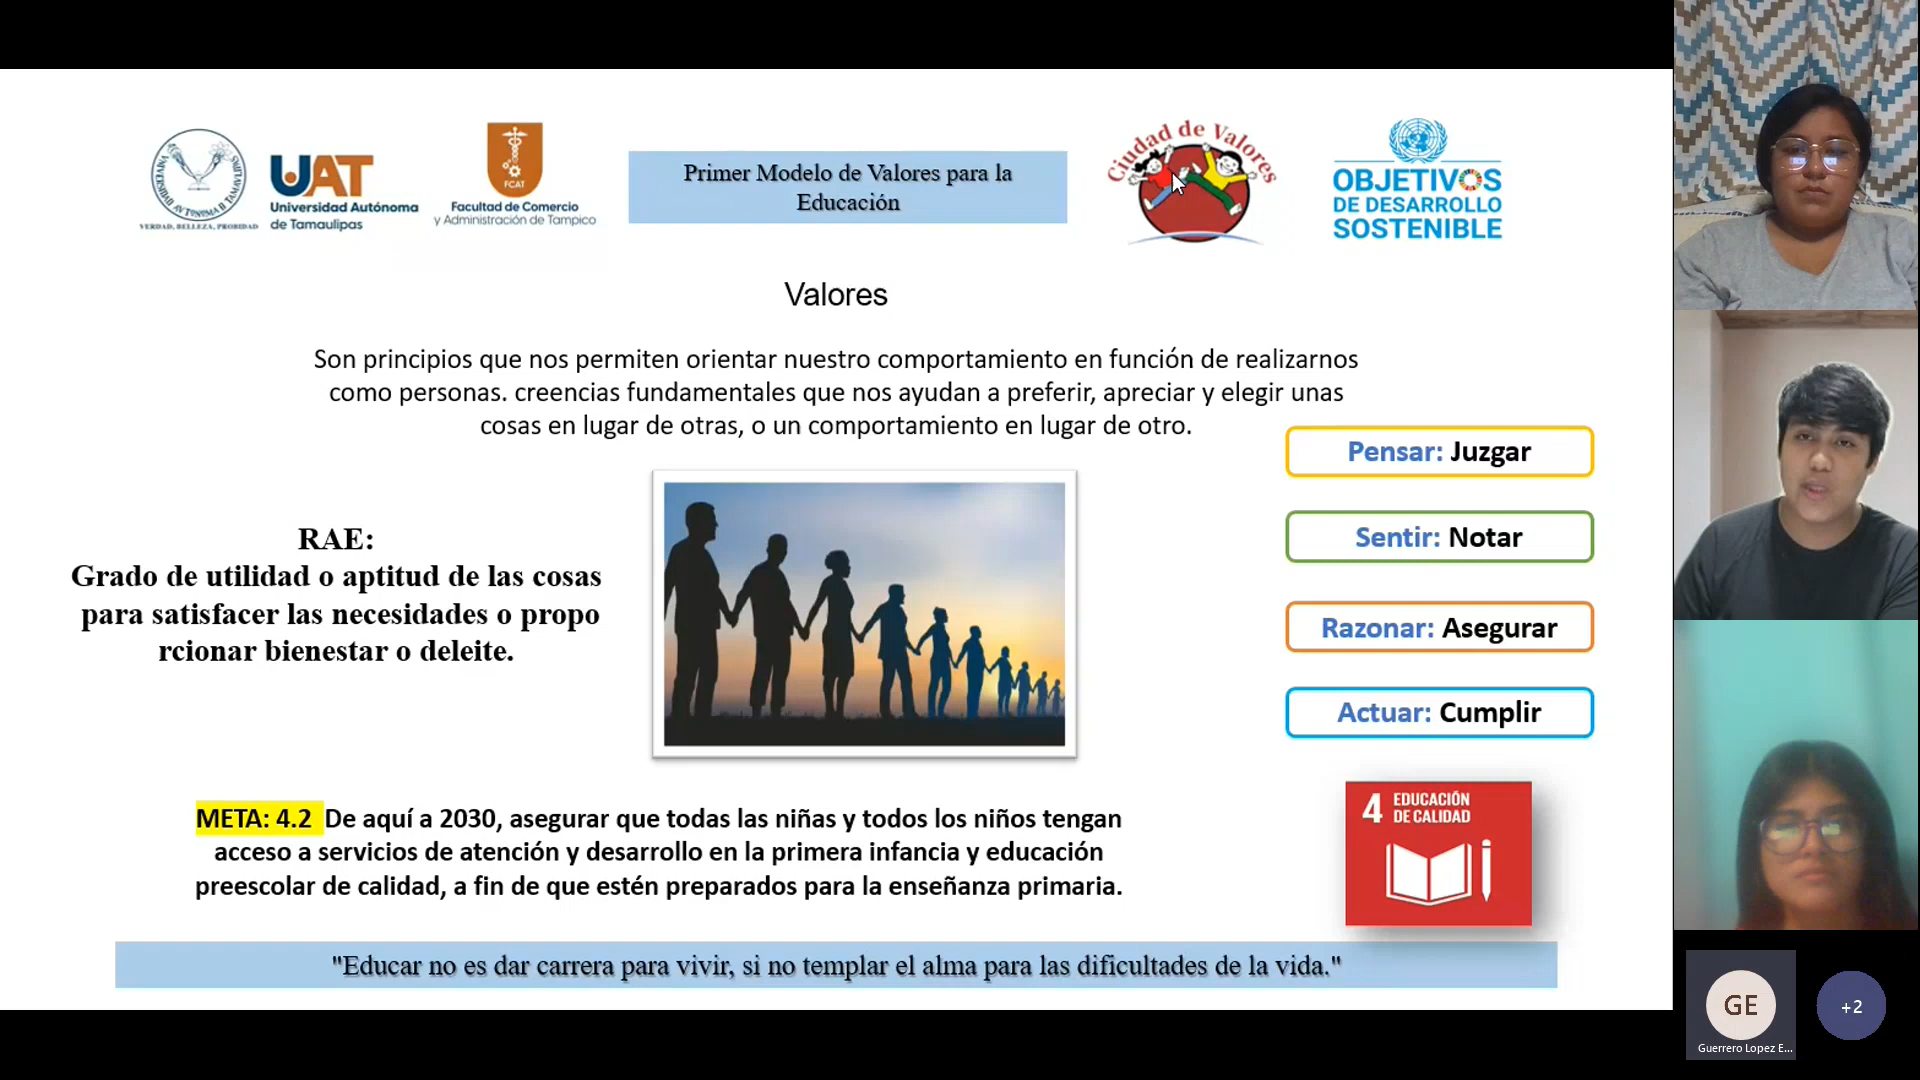 UNIVERSIDAD AUTÓNOMA DE TAMAULIPAS
VERDAD, BELLEZA, PROBIDAD
UAT
Universidad Autónoma
de Tamaulipas
FCAT
Facultad de Comercio
y Administración de Tampico
Primer Modelo de Valores para la
Educación
Ciudad de Valores
OBJETIVOS
DE DESARROLLO
SOSTENIBLE
Valores
Son principios que nos permiten orientar nuestro comportamiento en función de realizarnos
como personas. creencias fundamentales que nos ayudan a preferir, apreciar y elegir unas
cosas en lugar de otras, o un comportamiento en lugar de otro.
Pensar: Juzgar
Sentir: Notar
Razonar: Asegurar
Actuar: Cumplir
RAE:
Grado de utilidad o aptitud de las cosas
para satisfacer las necesidades o propo
rcionar bienestar o deleite.
META: 4.2 De aquí a 2030, asegurar que todas las niñas y todos los niños tengan
acceso a servicios de atención y desarrollo en la primera infancia y educación
preescolar de calidad, a fin de que estén preparados para la enseñanza primaria.
4 EDUCACIÓN
DE CALIDAD
"Educar no es dar carrera para vivir, si no templar el alma para las dificultades de la vida."
GE
Guerrero Lopez E...
+2